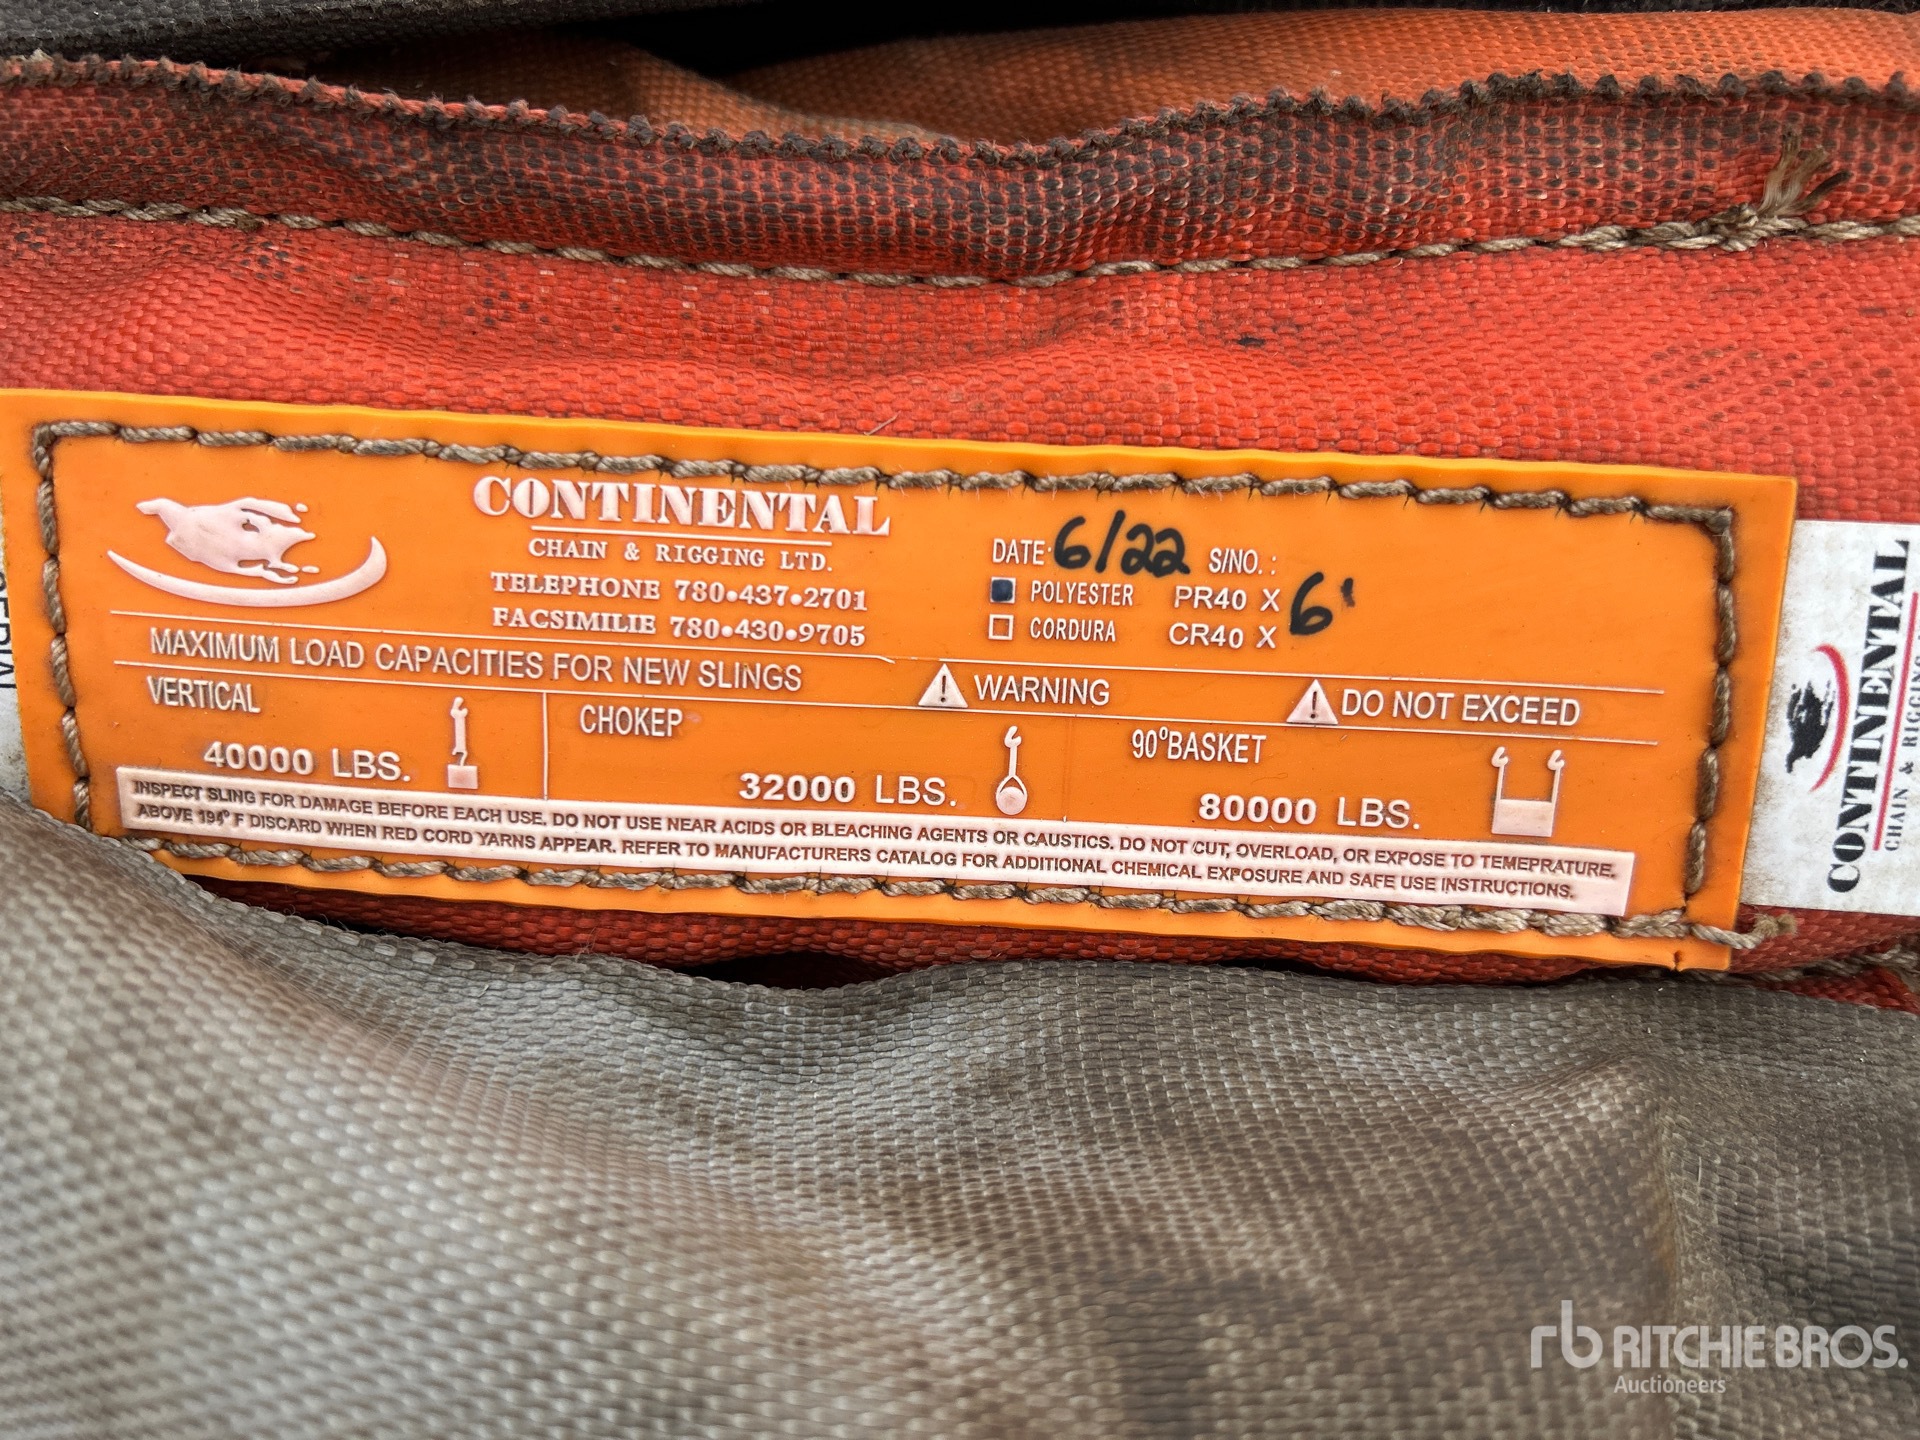 CONTINENTAL
CHAIN & RIGGING LTD.
TELEPHONE 780•437•2701
FACSIMILIE 780•430•9705
DATE: 6/22 S/NO. :
POLYESTER PR40 X 6'
CORDURA CR40 X
MAXIMUM LOAD CAPACITIES FOR NEW SLINGS
WARNING
DO NOT EXCEED
VERTICAL
40000 LBS.
CHOKEP
32000 LBS.
90°BASKET
80000 LBS.
INSPECT SLING FOR DAMAGE BEFORE EACH USE. DO NOT USE NEAR ACIDS OR BLEACHING AGENTS OR CAUSTICS. DO NOT CUT, OVERLOAD, OR EXPOSE TO TEMEPRATURE.
ABOVE 194° F DISCARD WHEN RED CORD YARNS APPEAR. REFER TO MANUFACTURERS CATALOG FOR ADDITIONAL CHEMICAL EXPOSURE AND SAFE USE INSTRUCTIONS.
CONTINENTAL
CHAIN & RIGGING
rb RITCHIE BROS.
Auctioneers